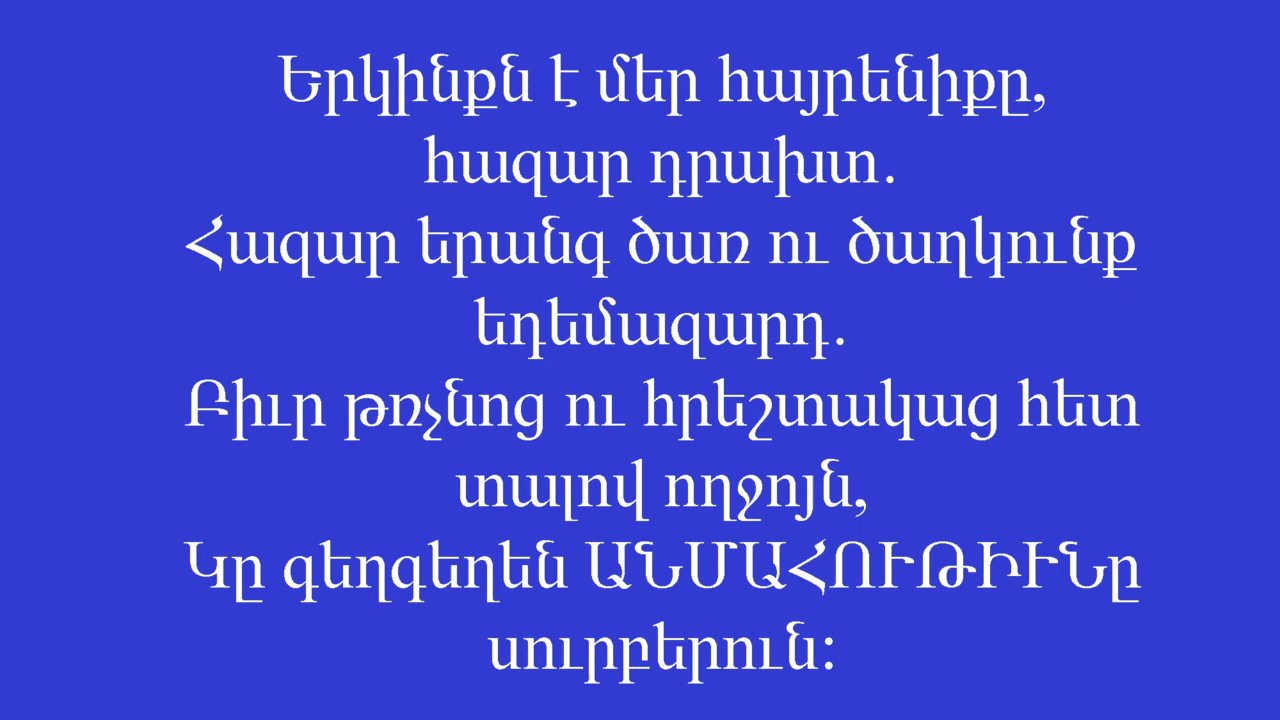 Երկինքն է մեր հայրենիքը,
հազար դրախտ.
Հազար երանգ ծառ ու ծաղկունք
եդեմազարդ.
Բիւր թռչնոց ու հրեշտակաց հետ
տալով ողջոյն,
Կը գեղգեղեն ԱՆՄԱՀՈՒԹԻՒՆը
սուրբերուն: